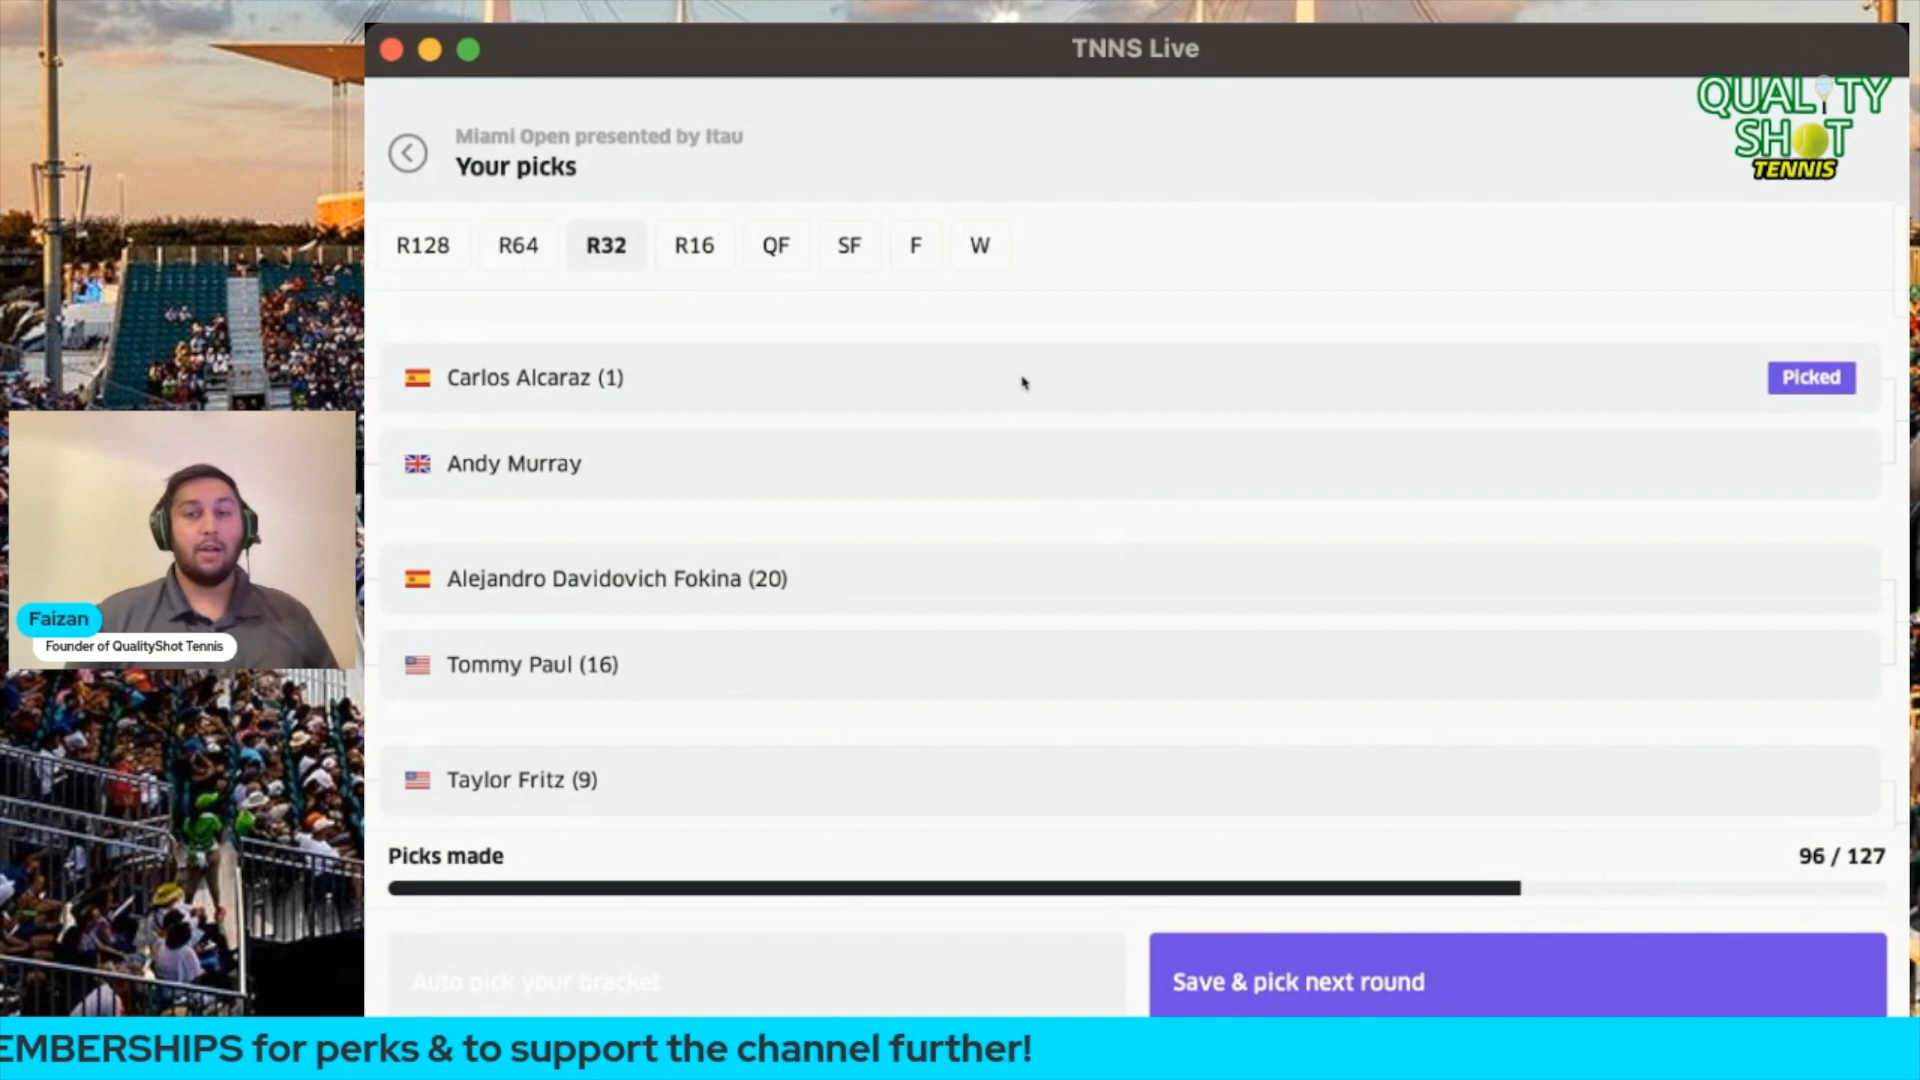 TNNS Live
QUALITY
SHOT
TENNIS
Miami Open presented by Itau
Your picks
R128 R64 R32 R16 QF SF F W
Carlos Alcaraz (1)
Picked
Andy Murray
Alejandro Davidovich Fokina (20)
Tommy Paul (16)
Taylor Fritz (9)
Picks made
96 / 127
Auto pick your bracket
Save & pick next round
Faizan
Founder of QualityShot Tennis
EMBERSHIPS for perks & to support the channel further!